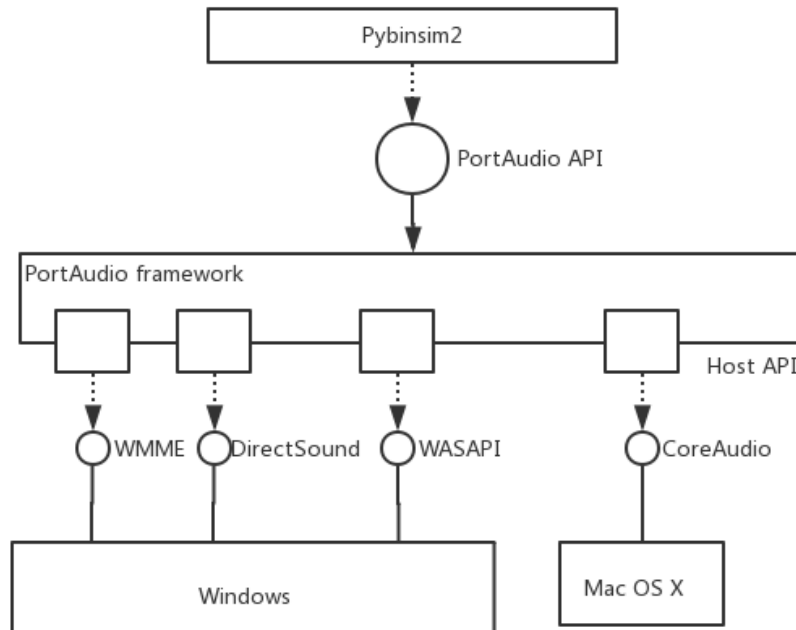 Pybinsim2
PortAudio API
PortAudio framework
Host API
WMME
DirectSound
WASAPI
CoreAudio
Windows
Mac OS X